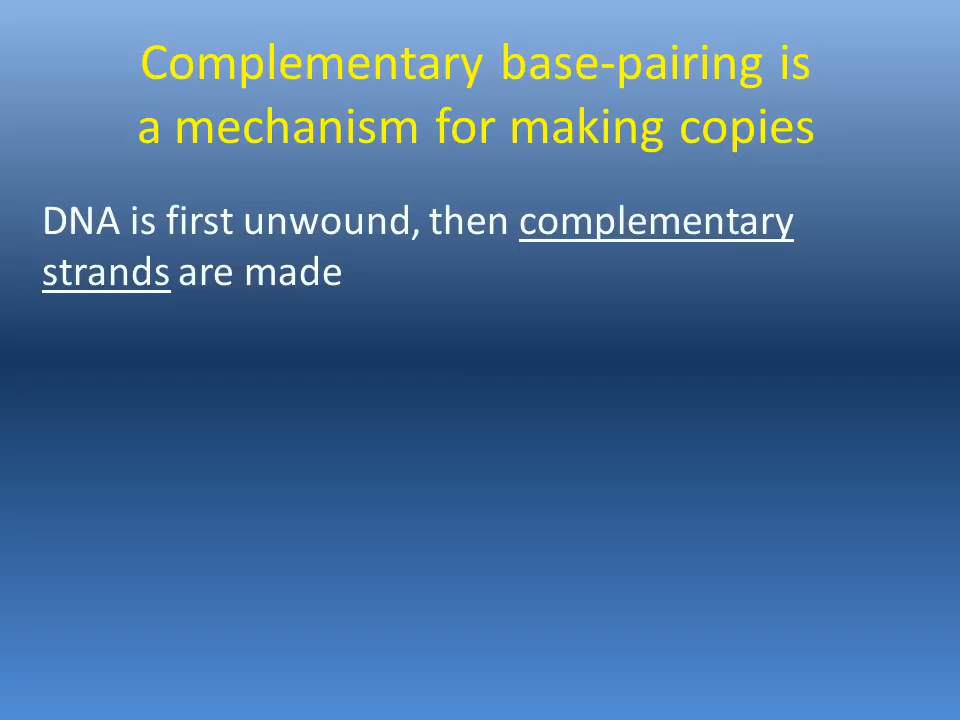 Complementary base-pairing is
a mechanism for making copies
DNA is first unwound, then complementary
strands are made